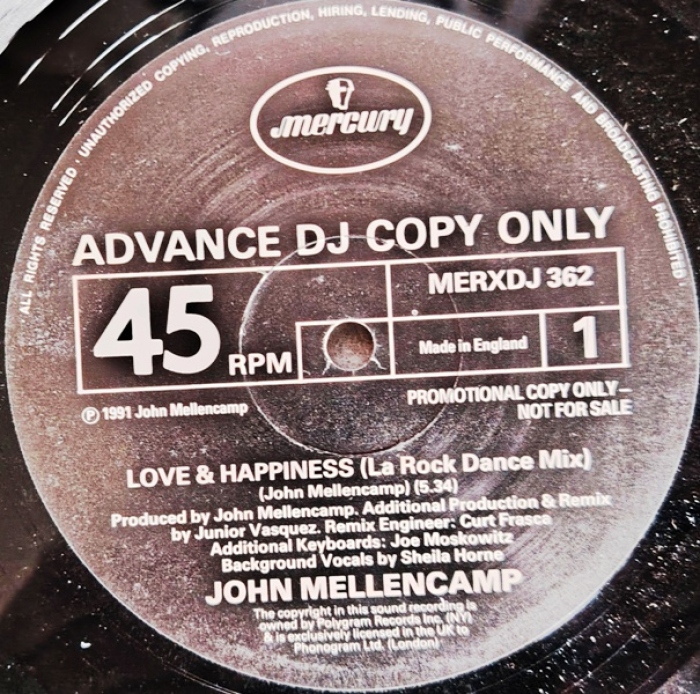 ALL RIGHTS RESERVED · UNAUTHORIZED COPYING, REPRODUCTION, HIRING, LENDING, PUBLIC PERFORMANCE AND BROADCASTING PROHIBITED ·
mercury
ADVANCE DJ COPY ONLY
MERXDJ 362
45 RPM
Made in England
1
℗ 1991 John Mellencamp
PROMOTIONAL COPY ONLY –
NOT FOR SALE
LOVE & HAPPINESS (La Rock Dance Mix)
(John Mellencamp) (5.34)
Produced by John Mellencamp. Additional Production & Remix
by Junior Vasquez. Remix Engineer: Curt Frasca
Additional Keyboards: Joe Moskowitz
Background Vocals by Sheila Horne
JOHN MELLENCAMP
The copyright in this sound recording is
owned by Polygram Records Inc. (NY)
& is exclusively licensed in the UK to
Phonogram Ltd. (London)